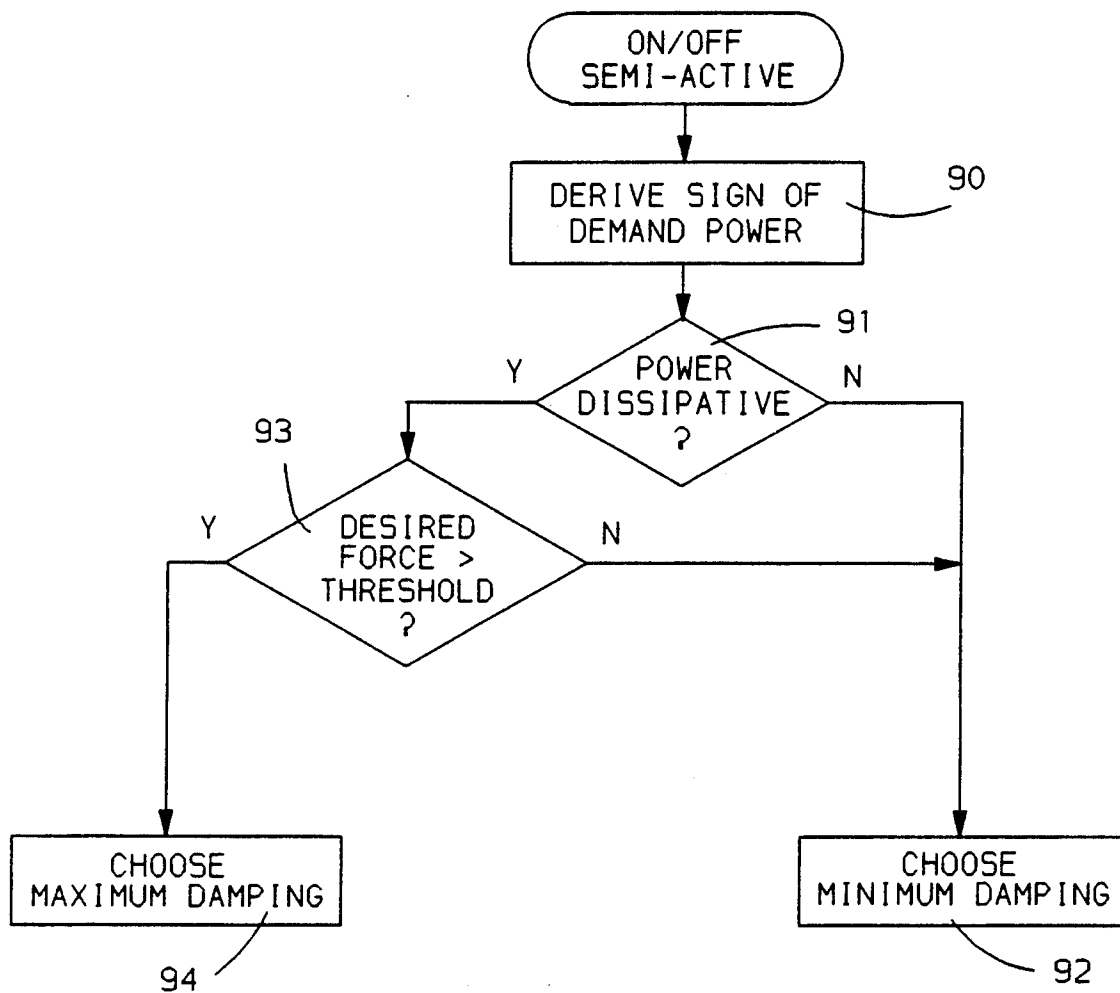 ON/OFF
SEMI-ACTIVE
DERIVE SIGN OF
DEMAND POWER
90
91
POWER
DISSIPATIVE
?
Y
N
93
DESIRED
FORCE >
THRESHOLD
?
Y
N
CHOOSE
MAXIMUM DAMPING
94
CHOOSE
MINIMUM DAMPING
92